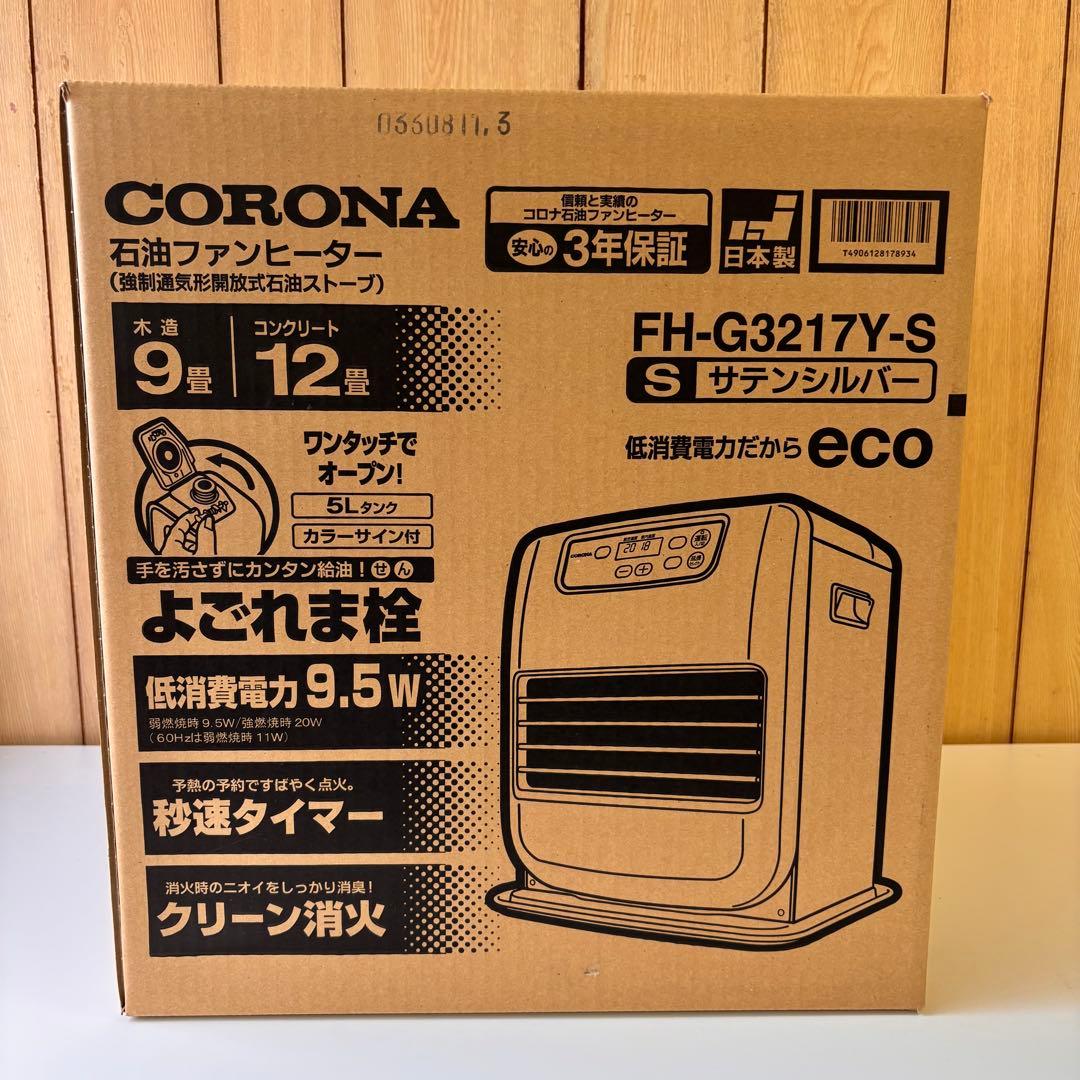 0330811.3
CORONA
石油ファンヒーター
(強制通気形開放式石油ストーブ)
信頼と実績の
コロナ石油ファンヒーター
安心の 3年保証
日本製
T4906128178934
木造
9畳
コンクリート
12畳
FH-G3217Y-S
S サテンシルバー
低消費電力だから eco
ワンタッチで
オープン!
5Lタンク
カラーサイン付
手を汚さずにカンタン給油!せん
よごれま栓
低消費電力9.5W
弱燃焼時9.5W/強燃焼時20W
(60Hzは弱燃焼時11W)
予熱の予約ですばやく点火。
秒速タイマー
消火時のニオイをしっかり消臭!
クリーン消火
CORONA
20 18
運転